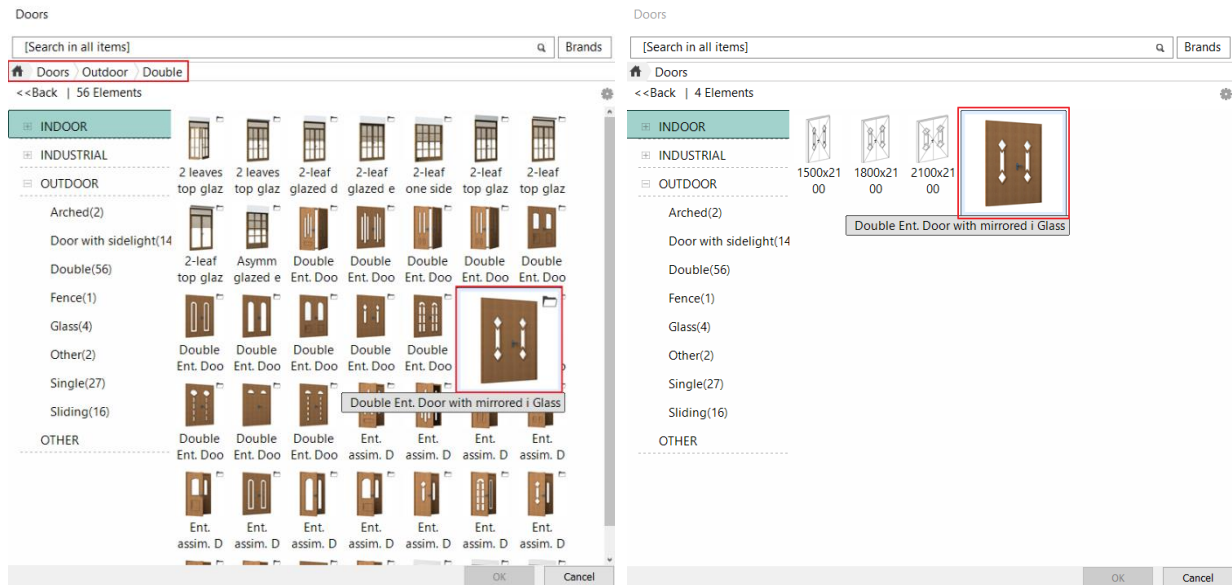 Doors
[Search in all items]
Brands
Doors Outdoor Double
<<Back | 56 Elements
INDOOR
INDUSTRIAL
OUTDOOR
Arched(2)
Door with sidelight(14
Double(56)
Fence(1)
Glass(4)
Other(2)
Single(27)
Sliding(16)
OTHER
2 leaves 2 leaves 2-leaf 2-leaf 2-leaf 2-leaf 2-leaf
top glaz top glaz glazed d glazed e one side top glaz top glaz
2-leaf Asymm Double Double Double Double Double
top glaz glazed e Ent. Doo Ent. Doo Ent. Doo Ent. Doo Ent. Doo
Double Double Double Double Double
Ent. Doo Ent. Doo Ent. Doo Ent. Doo Ent. Doo
Double Ent. Door with mirrored i Glass
Double Double Double Ent. Ent. Ent. Ent.
Ent. Doo Ent. Doo Ent. Doo assim. D assim. D assim. D assim. D
Ent. Ent. Ent. Ent. Ent. Ent. Ent.
assim. D assim. D assim. D assim. D assim. D assim. D assim. D
OK Cancel
Doors
[Search in all items]
Brands
Doors
<<Back | 4 Elements
INDOOR
INDUSTRIAL
OUTDOOR
Arched(2)
Door with sidelight(14
Double(56)
Fence(1)
Glass(4)
Other(2)
Single(27)
Sliding(16)
OTHER
1500x21 1800x21 2100x21
00 00 00
Double Ent. Door with mirrored i Glass
OK Cancel